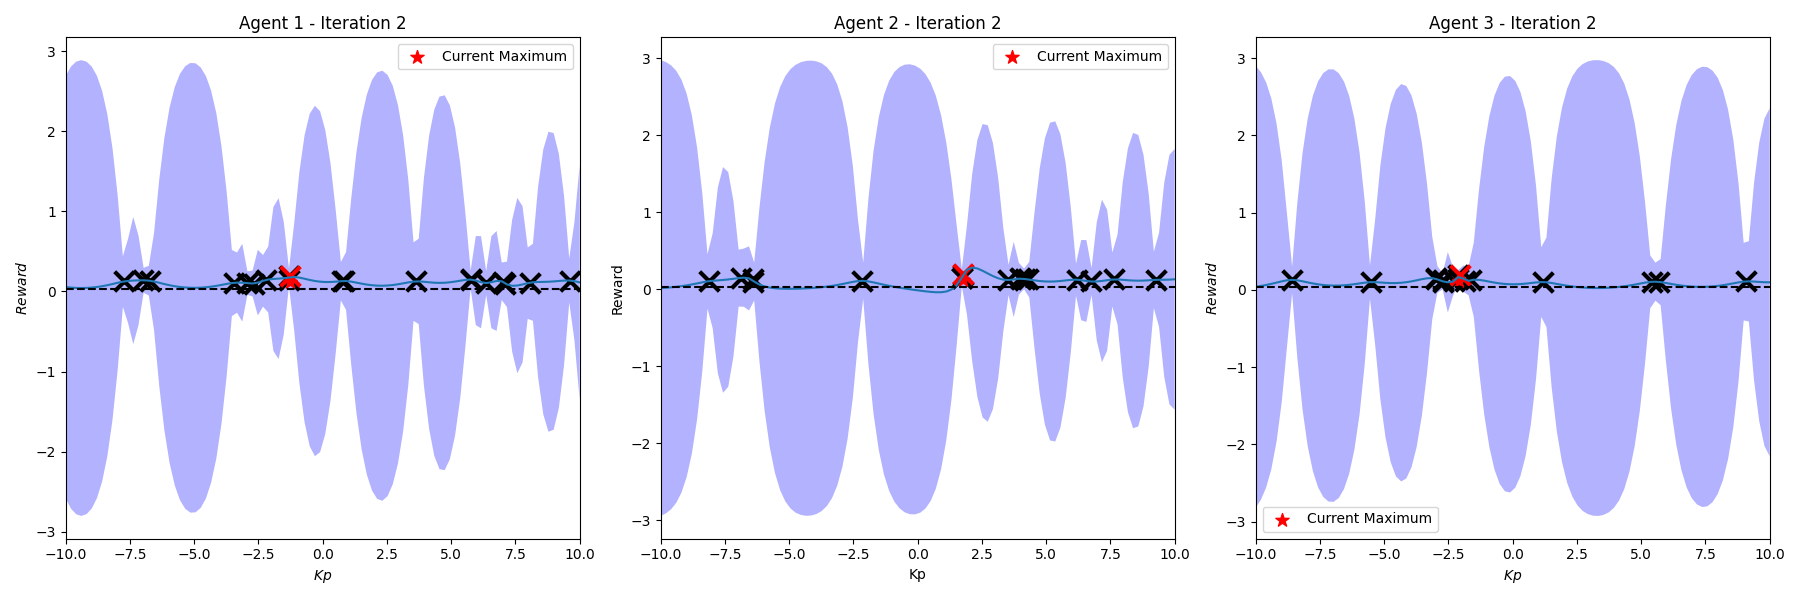 Agent 1 - Iteration 2
Current Maximum
3
2
1
0
−1
−2
−3
Reward
−10.0 −7.5 −5.0 −2.5 0.0 2.5 5.0 7.5 10.0
Kp
Agent 2 - Iteration 2
Current Maximum
3
2
1
0
−1
−2
−3
Reward
−10.0 −7.5 −5.0 −2.5 0.0 2.5 5.0 7.5 10.0
Kp
Agent 3 - Iteration 2
3
2
1
0
−1
−2
−3
Reward
Current Maximum
−10.0 −7.5 −5.0 −2.5 0.0 2.5 5.0 7.5 10.0
Kp